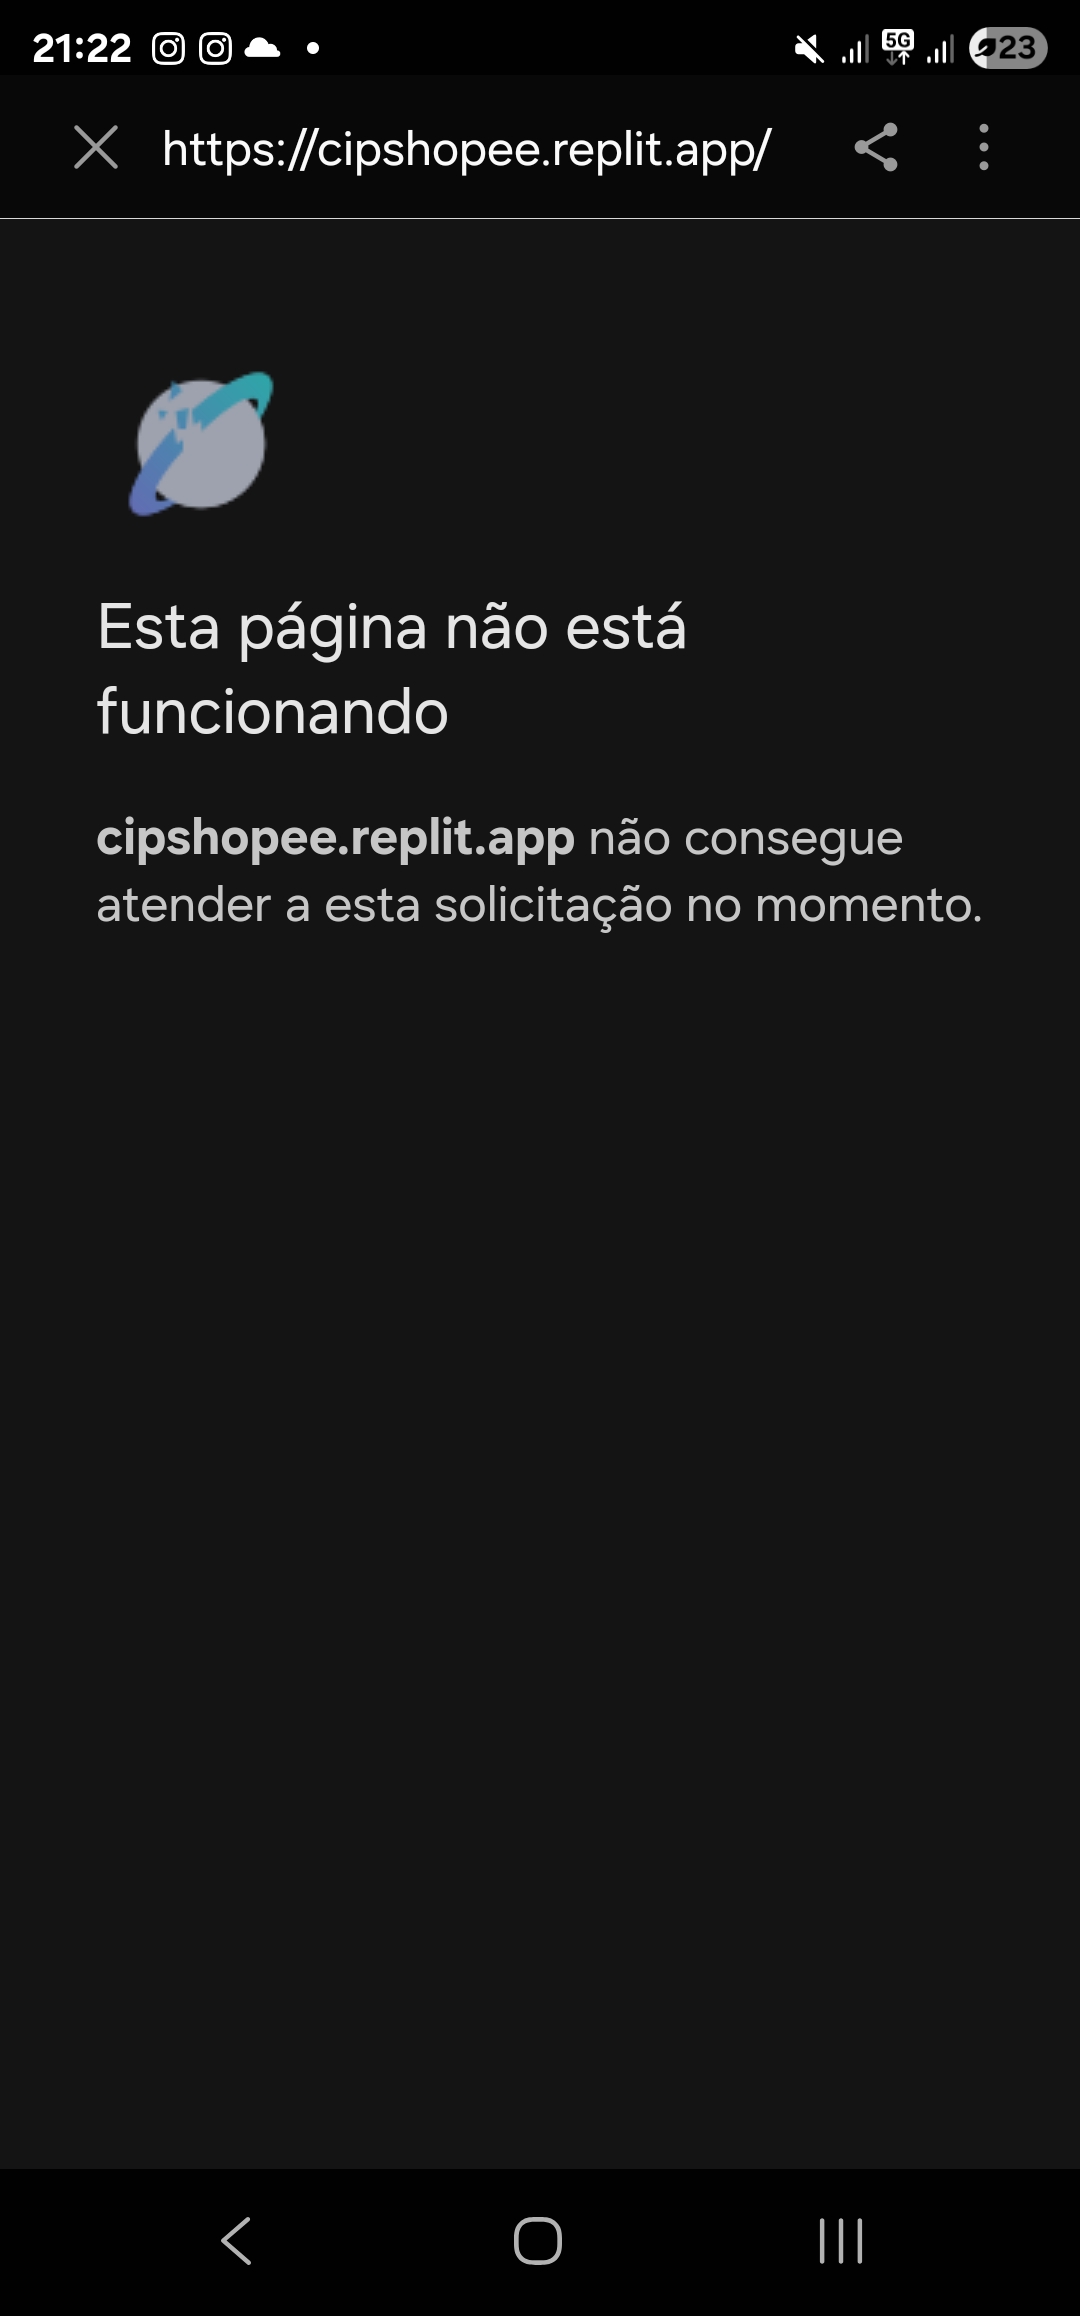 21:22
5G
23
https://cipshopee.replit.app/
Esta página não está
funcionando
cipshopee.replit.app não consegue
atender a esta solicitação no momento.